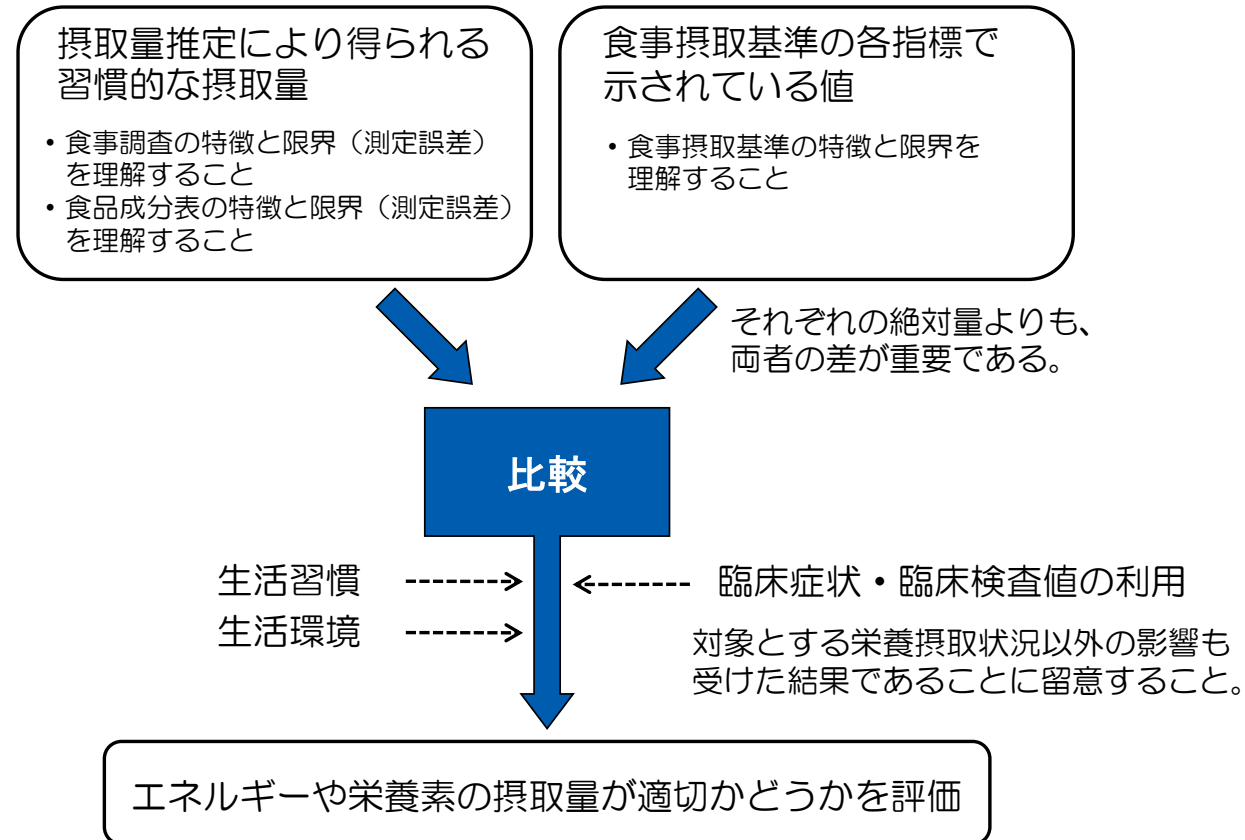 摂取量推定により得られる
習慣的な摂取量
・食事調査の特徴と限界（測定誤差）
を理解すること
・食品成分表の特徴と限界（測定誤差）
を理解すること
食事摂取基準の各指標で
示されている値
・食事摂取基準の特徴と限界を
理解すること
それぞれの絶対量よりも、
両者の差が重要である。
比較
生活習慣
生活環境
臨床症状・臨床検査値の利用
対象とする栄養摂取状況以外の影響も
受けた結果であることに留意すること。
エネルギーや栄養素の摂取量が適切かどうかを評価